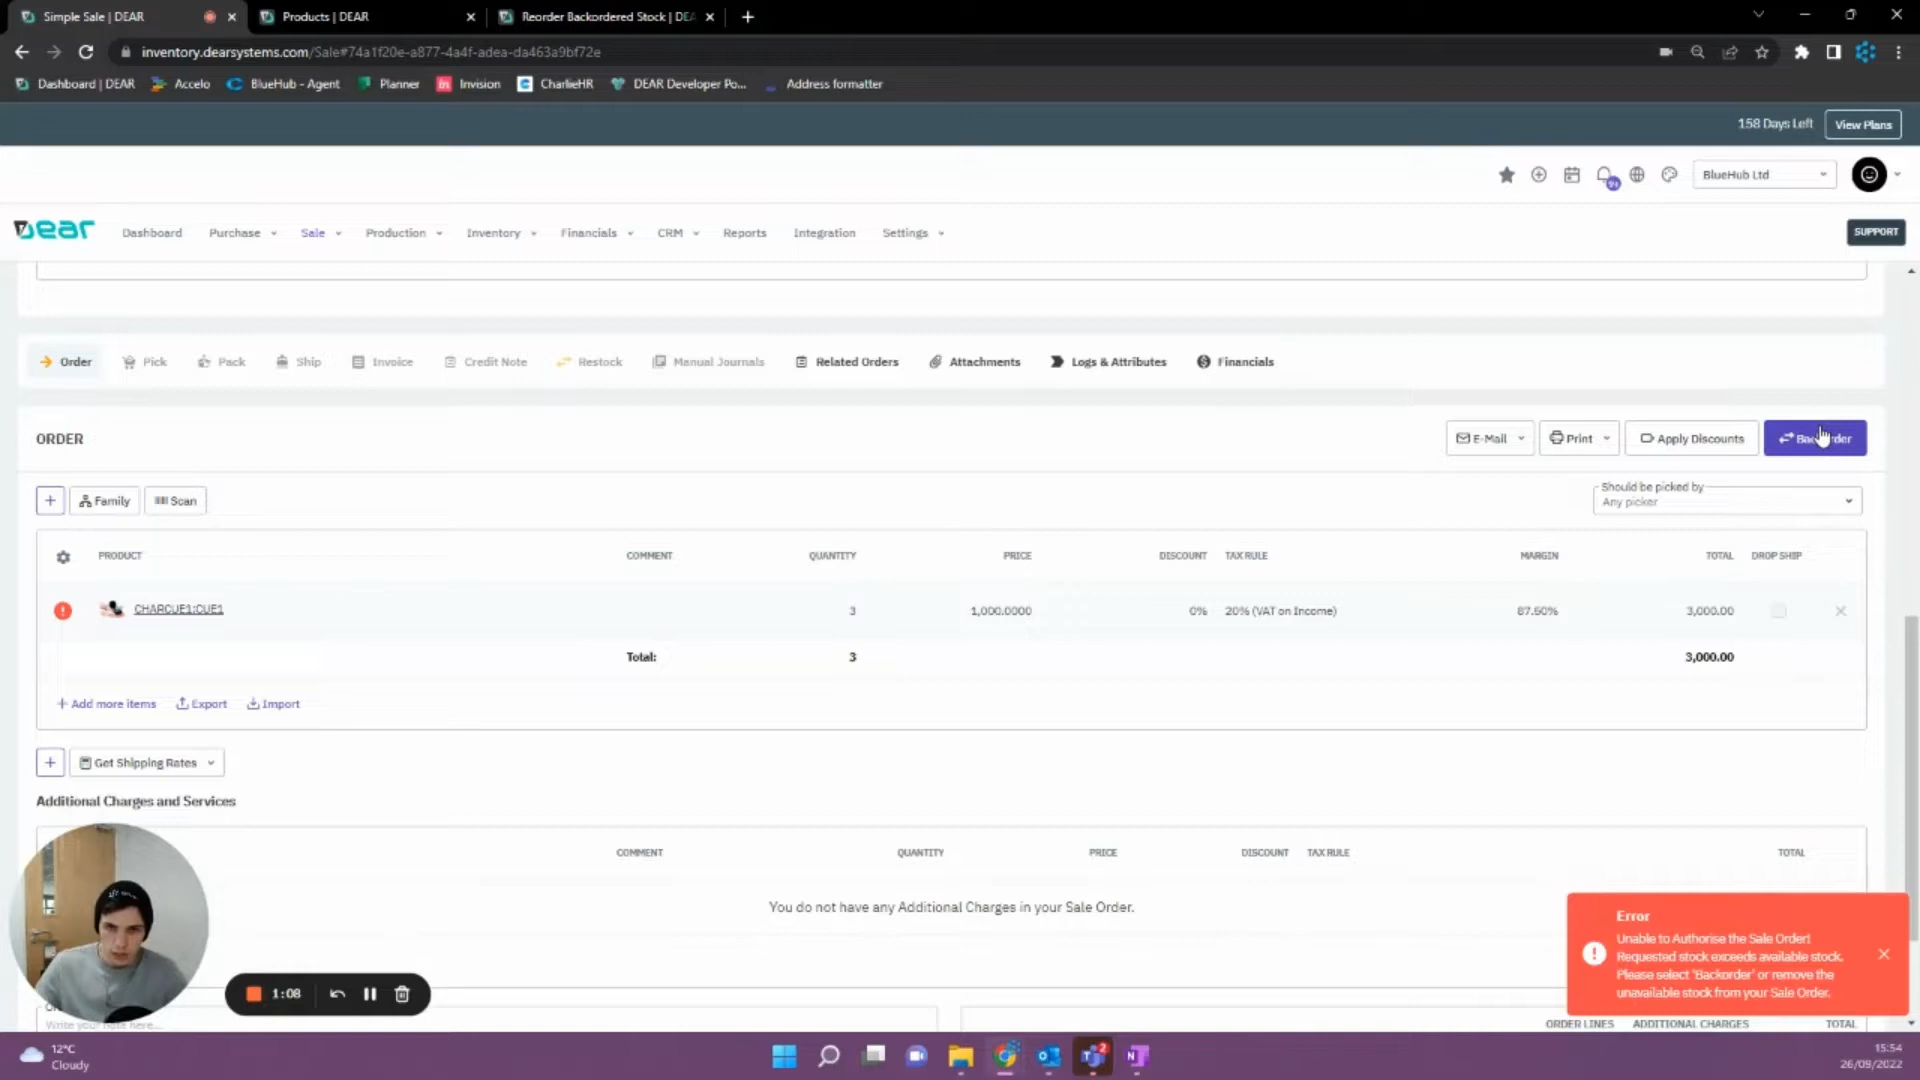 Simple Sale | DEAR
Products | DEAR
Reorder Backordered Stock | DEA
inventory.dearsystems.com/Sale#74a1f20e-a877-4a4f-adea-da463a9bf72e
Dashboard | DEAR
Accelo
BlueHub - Agent
Planner
in Invision
CharlieHR
DEAR Developer Po...
Address formatter
158 Days Left
View Plans
9+
BlueHub Ltd
Dear
Dashboard
Purchase
Sale
Production
Inventory
Financials
CRM
Reports
Integration
Settings
SUPPORT
Order
Pick
Pack
Ship
Invoice
Credit Note
Restock
Manual Journals
Related Orders
Attachments
Logs & Attributes
Financials
ORDER
E-Mail
Print
Apply Discounts
Backorder
+
Family
Scan
Should be picked by
Any picker
PRODUCT COMMENT QUANTITY PRICE DISCOUNT TAX RULE MARGIN TOTAL DROP SHIP
CHARCUE1:CUE1 3 1,000.0000 0% 20% (VAT on Income) 87.50% 3,000.00
Total: 3 3,000.00
+ Add more items
Export
Import
+
Get Shipping Rates
Additional Charges and Services
COMMENT QUANTITY PRICE DISCOUNT TAX RULE TOTAL
You do not have any Additional Charges in your Sale Order.
Error
Unable to Authorise the Sale Order!
Requested stock exceeds available stock.
Please select 'Backorder' or remove the
unavailable stock from your Sale Order.
1:08
Write your note here...
ORDER LINES ADDITIONAL CHARGES TOTAL
12°C
Cloudy
2
15:54
26/09/2022